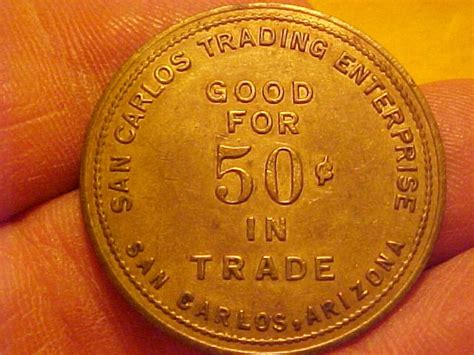 SAN CARLOS TRADING ENTERPRISE
GOOD
FOR
50¢
IN
TRADE
SAN CARLOS, ARIZONA